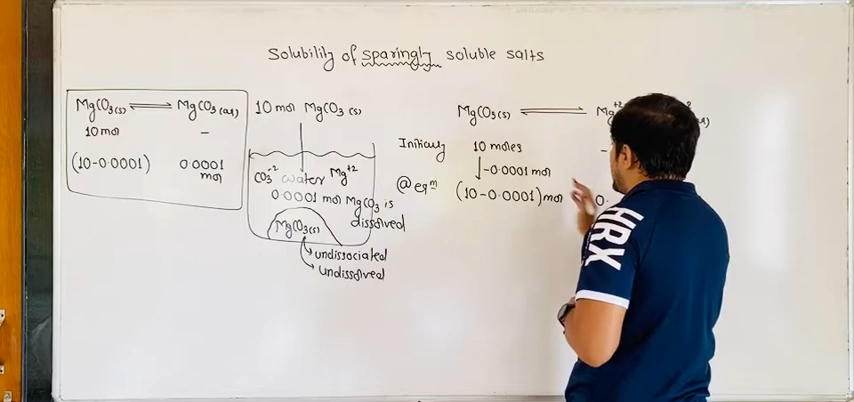 Solubility of sparingly soluble salts
MgCO3(s) ⇌ MgCO3(aq)
10 mol –
(10-0.0001) 0.0001
mol
10 mol MgCO3(s)
CO3-2 water Mg+2
0.0001 mol MgCO3 is
dissolved
MgCO3(s)
undissociated
undissolved
MgCO3(s) ⇌ Mg+2
Initially 10 moles –
↓-0.0001 mol
@eqm (10-0.0001) mol 0.
HRX